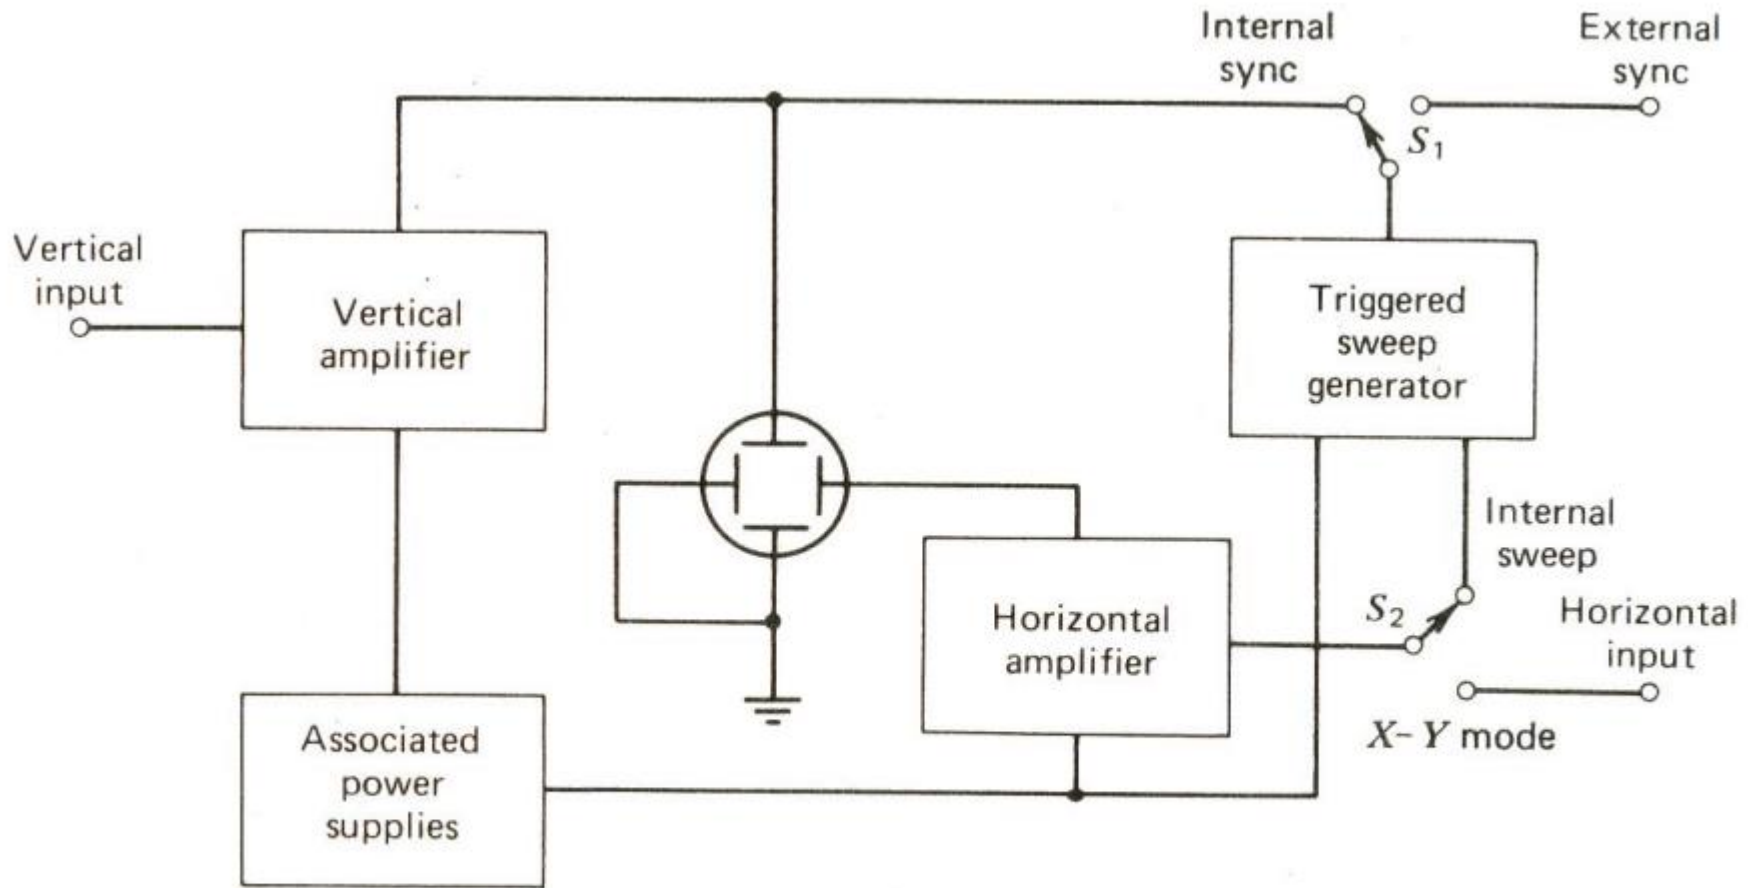 Internal
sync
External
sync
S1
Vertical
input
Vertical
amplifier
Triggered
sweep
generator
Internal
sweep
S2
Horizontal
input
Horizontal
amplifier
X-Y mode
Associated
power
supplies